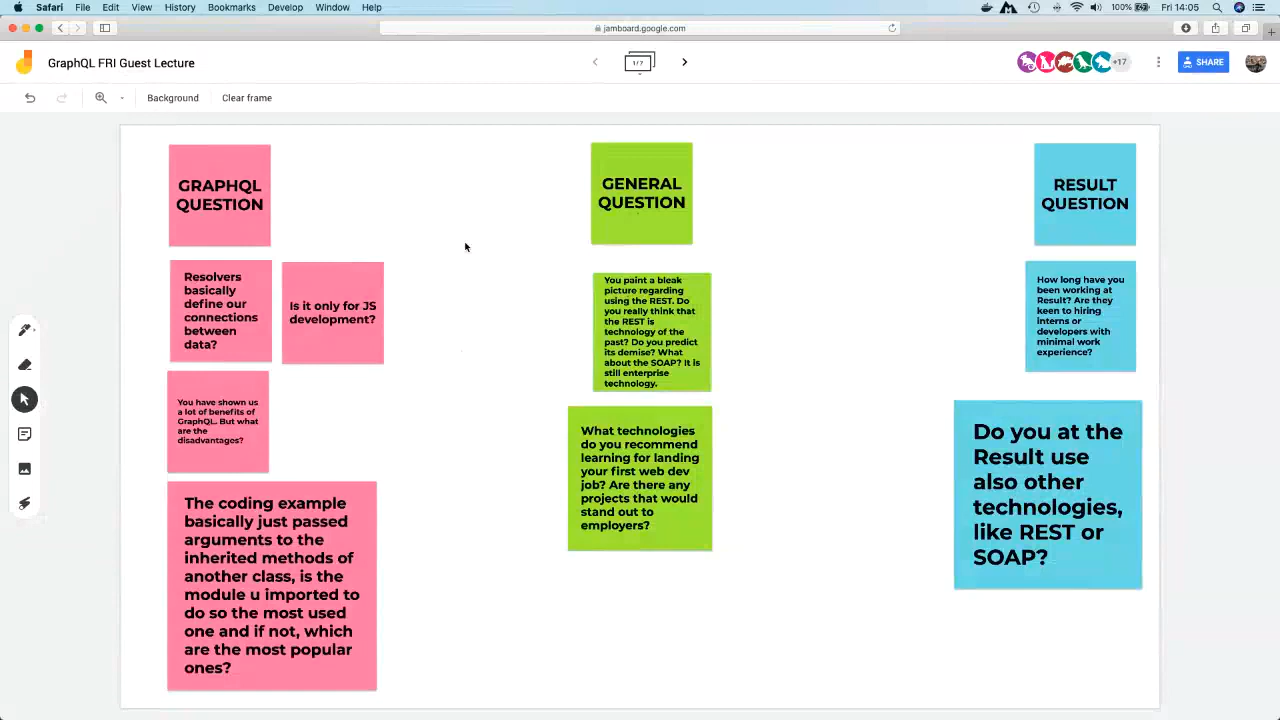 Safari File Edit View History Bookmarks Develop Window Help 100% Fri 14:05
jamboard.google.com
GraphQL FRI Guest Lecture
1/7
+17
SHARE
Background
Clear frame
GRAPHQL
QUESTION
Resolvers
basically
define our
connections
between
data?
Is it only for JS
development?
You have shown us
a lot of benefits of
GraphQL. But what
are the
disadvantages?
The coding example
basically just passed
arguments to the
inherited methods of
another class, is the
module u imported to
do so the most used
one and if not, which
are the most popular
ones?
GENERAL
QUESTION
You paint a bleak
picture regarding
using the REST. Do
you really think that
the REST is
technology of the
past? Do you predict
its demise? What
about the SOAP? It is
still enterprise
technology.
What technologies
do you recommend
learning for landing
your first web dev
job? Are there any
projects that would
stand out to
employers?
RESULT
QUESTION
How long have you
been working at
Result? Are they
keen to hiring
interns or
developers with
minimal work
experience?
Do you at the
Result use
also other
technologies,
like REST or
SOAP?